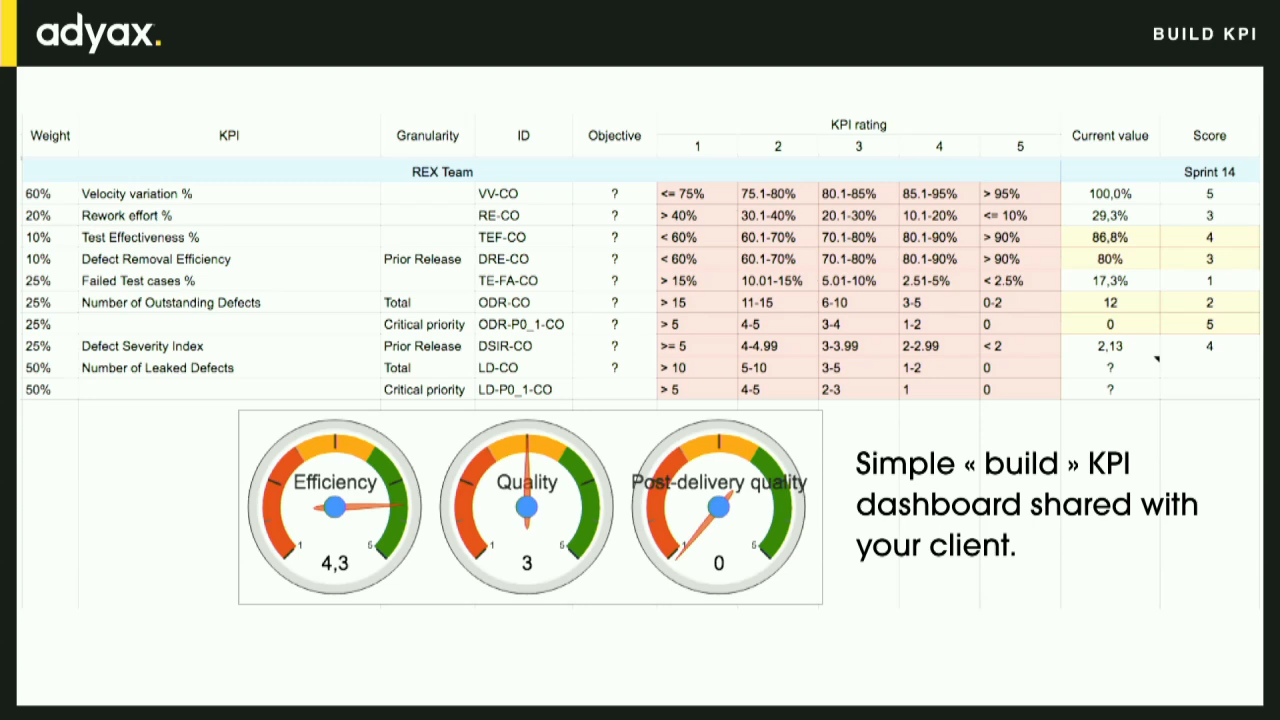 adyax.
BUILD KPI
Weight KPI Granularity ID Objective KPI rating Current value Score
1 2 3 4 5
REX Team Sprint 14
60% Velocity variation % VV-CO ? <= 75% 75.1-80% 80.1-85% 85.1-95% > 95% 100,0% 5
20% Rework effort % RE-CO ? > 40% 30.1-40% 20.1-30% 10.1-20% <= 10% 29,3% 3
10% Test Effectiveness % TEF-CO ? < 60% 60.1-70% 70.1-80% 80.1-90% > 90% 86,8% 4
10% Defect Removal Efficiency Prior Release DRE-CO ? < 60% 60.1-70% 70.1-80% 80.1-90% > 90% 80% 3
25% Failed Test cases % TE-FA-CO ? > 15% 10.01-15% 5.01-10% 2.51-5% < 2.5% 17,3% 1
25% Number of Outstanding Defects Total ODR-CO ? > 15 11-15 6-10 3-5 0-2 12 2
25% Critical priority ODR-P0_1-CO ? > 5 4-5 3-4 1-2 0 0 5
25% Defect Severity Index Prior Release DSIR-CO ? >= 5 4-4.99 3-3.99 2-2.99 < 2 2,13 4
50% Number of Leaked Defects Total LD-CO ? > 10 5-10 3-5 1-2 0 ?
50% Critical priority LD-P0_1-CO > 5 4-5 2-3 1 0 ?
Efficiency
1 5
4,3
Quality
1 5
3
Post-delivery quality
1 5
0
Simple « build » KPI
dashboard shared with
your client.